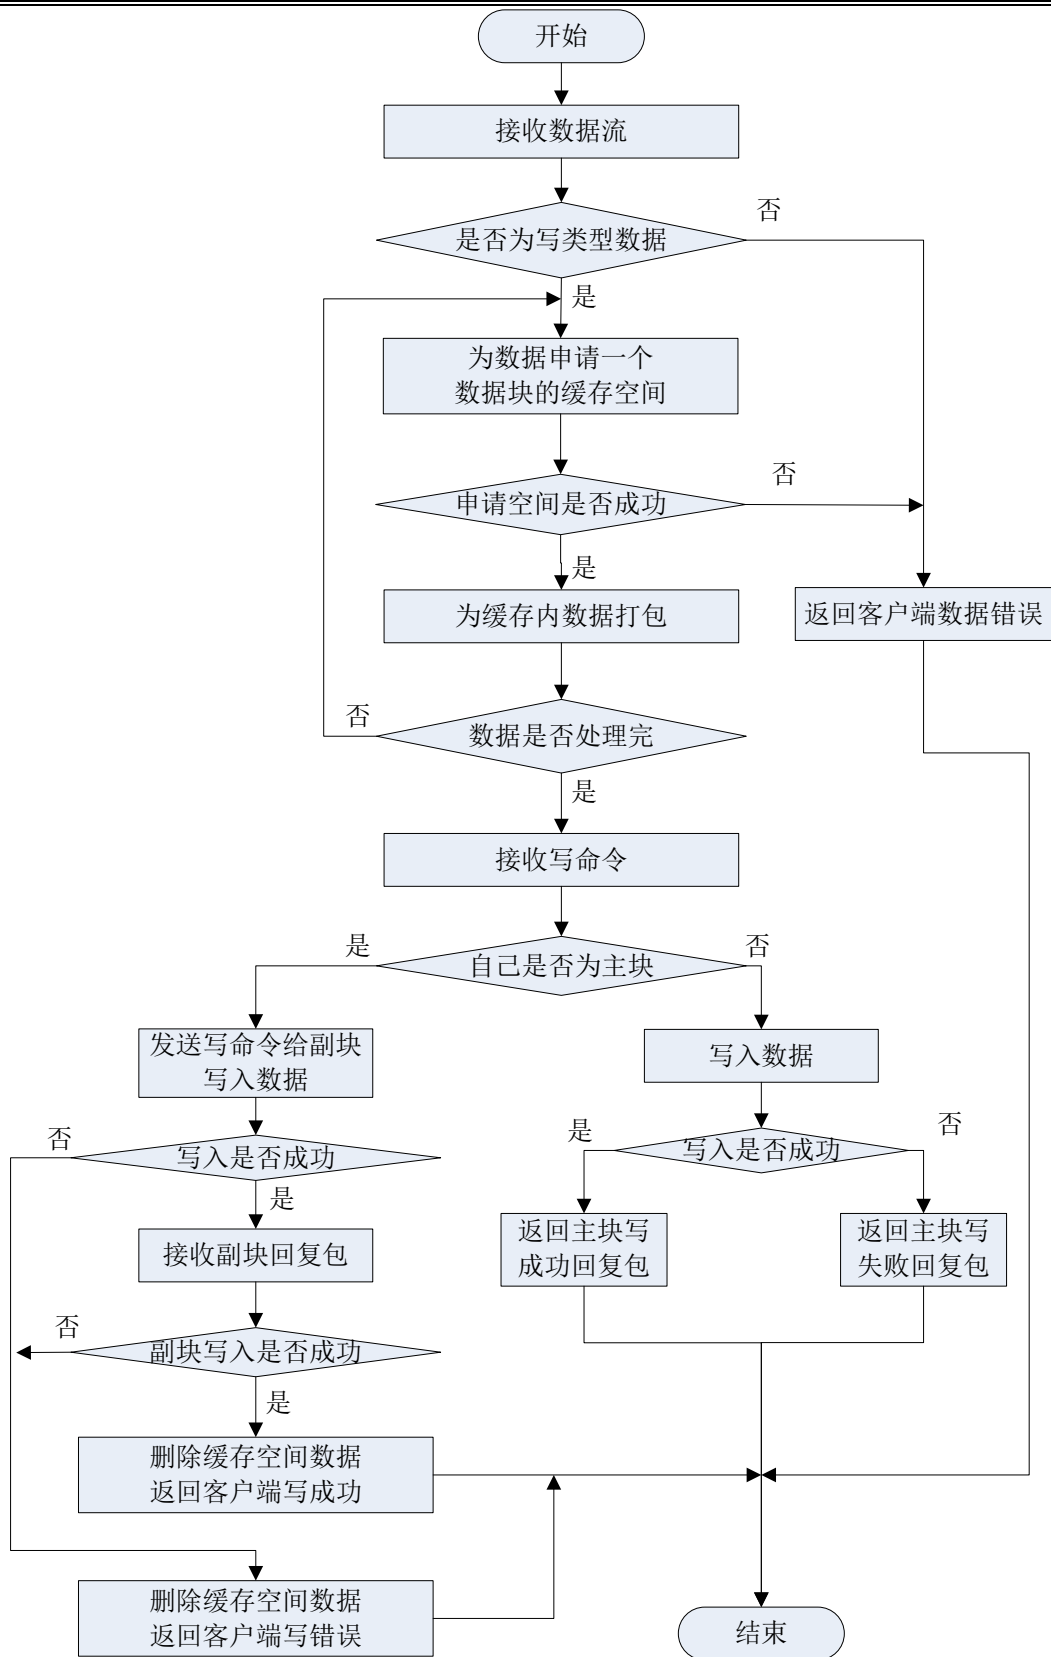 开始
接收数据流
否
是否为写类型数据
是
为数据申请一个
数据块的缓存空间
否
申请空间是否成功
是
为缓存内数据打包
返回客户端数据错误
否
数据是否处理完
是
接收写命令
是
否
自己是否为主块
发送写命令给副块
写入数据
写入数据
否
写入是否成功
是
是
写入是否成功
否
接收副块回复包
返回主块写
成功回复包
返回主块写
失败回复包
否
副块写入是否成功
是
删除缓存空间数据
返回客户端写成功
删除缓存空间数据
返回客户端写错误
结束